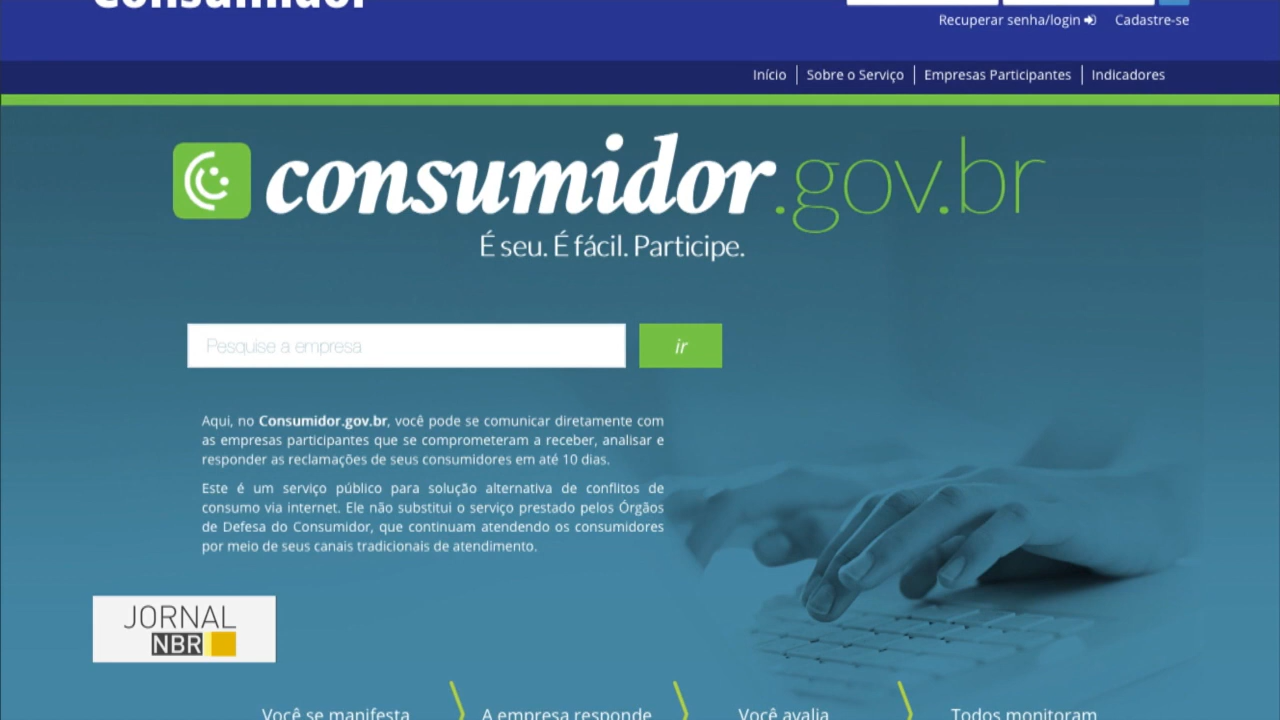 Consumidor
Recuperar senha/login
Cadastre-se
Início
Sobre o Serviço
Empresas Participantes
Indicadores
consumidor.gov.br
É seu. É fácil. Participe.
Pesquise a empresa
ir
Aqui, no Consumidor.gov.br, você pode se comunicar diretamente com
as empresas participantes que se comprometeram a receber, analisar e
responder as reclamações de seus consumidores em até 10 dias.
Este é um serviço público para solução alternativa de conflitos de
consumo via internet. Ele não substitui o serviço prestado pelos Órgãos
de Defesa do Consumidor, que continuam atendendo os consumidores
por meio de seus canais tradicionais de atendimento.
JORNAL
NBR
Você se manifesta
A empresa responde
Você avalia
Todos monitoram